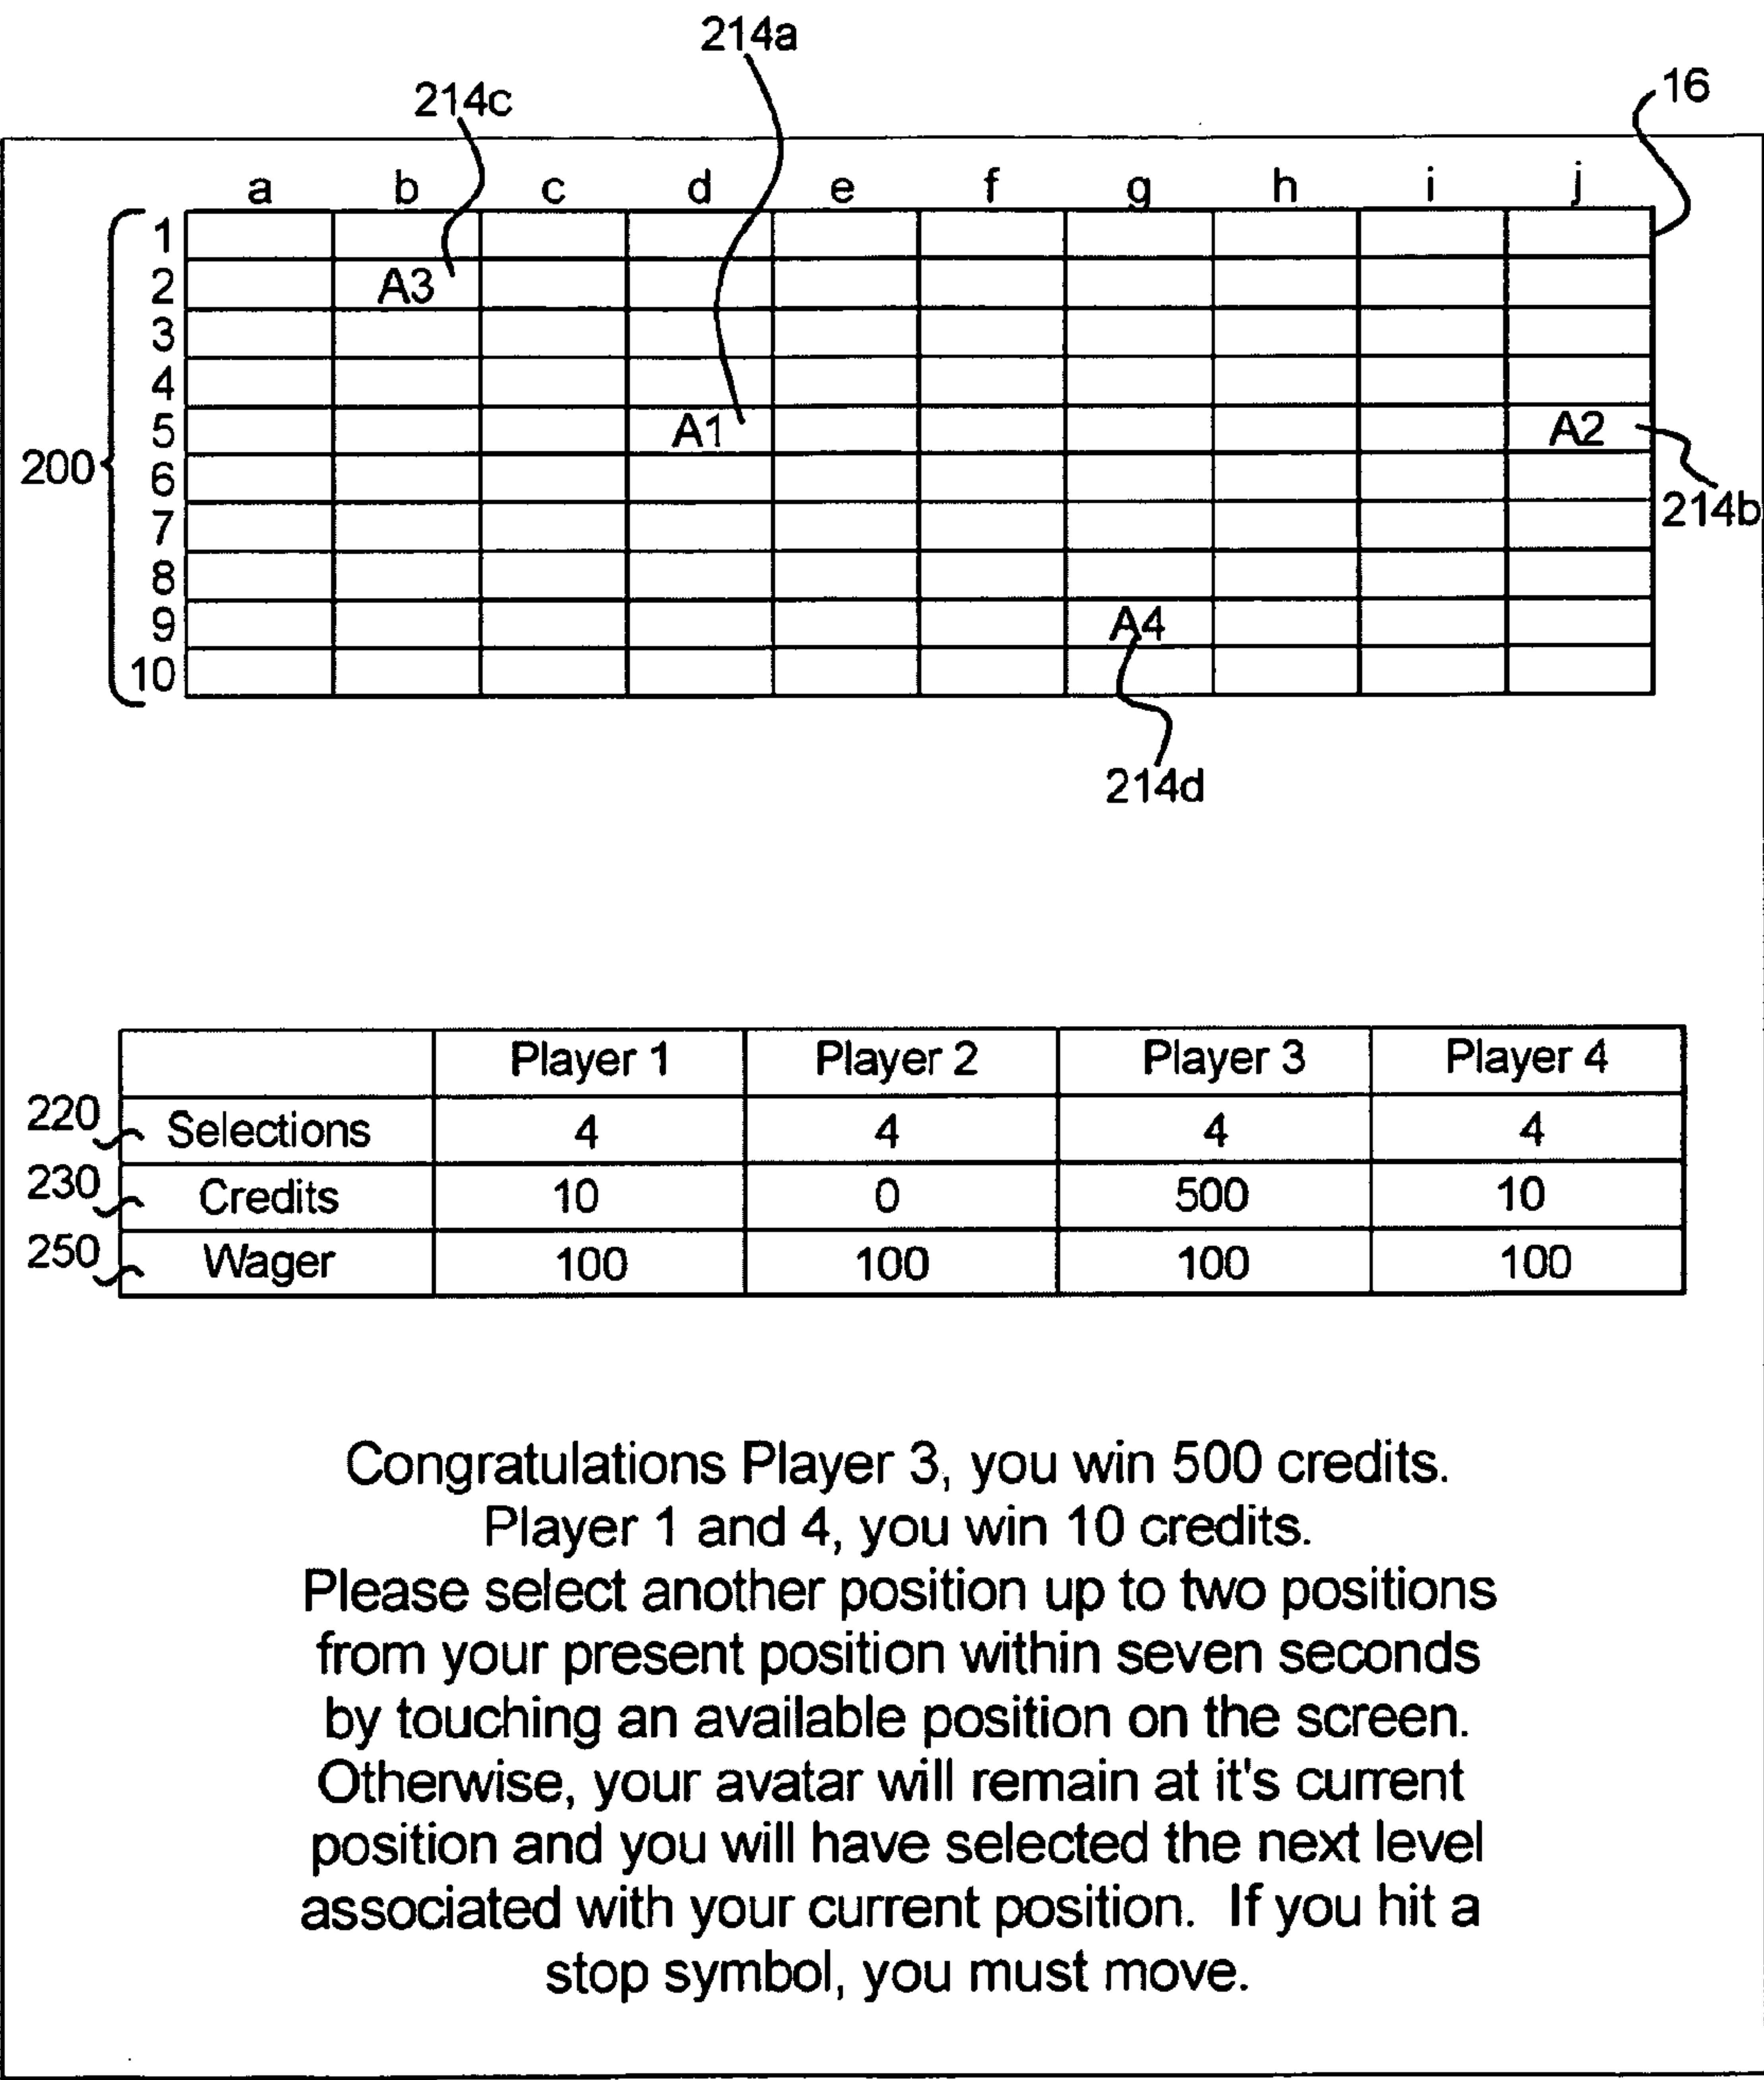 214a
214c
16
a b c d e f g h i j
1
2 A3
3
4
5 A1 A2
200
6
7
214b
8
9 A4
10
214d
Player 1 Player 2 Player 3 Player 4
220 Selections 4 4 4 4
230 Credits 10 0 500 10
250 Wager 100 100 100 100
Congratulations Player 3, you win 500 credits.
Player 1 and 4, you win 10 credits.
Please select another position up to two positions
from your present position within seven seconds
by touching an available position on the screen.
Otherwise, your avatar will remain at it's current
position and you will have selected the next level
associated with your current position. If you hit a
stop symbol, you must move.